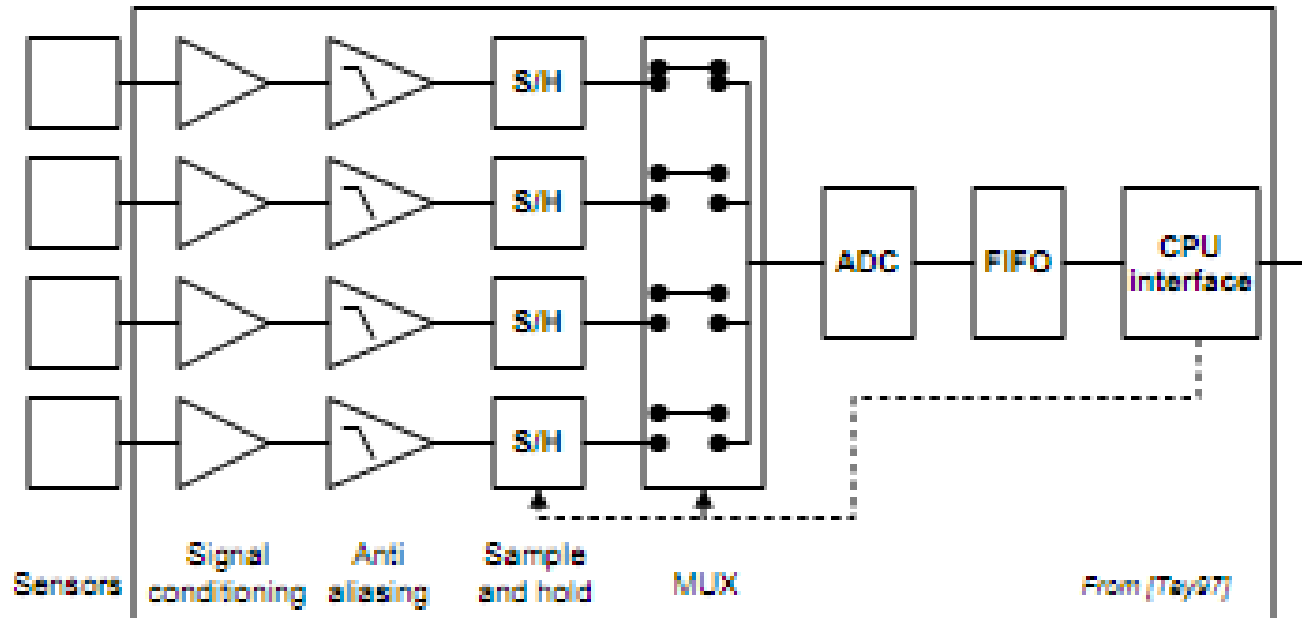 S/H
S/H
S/H
S/H
ADC
FIFO
CPU
interface
Sensors
Signal
conditioning
Anti
aliasing
Sample
and hold
MUX
From [Tay97]